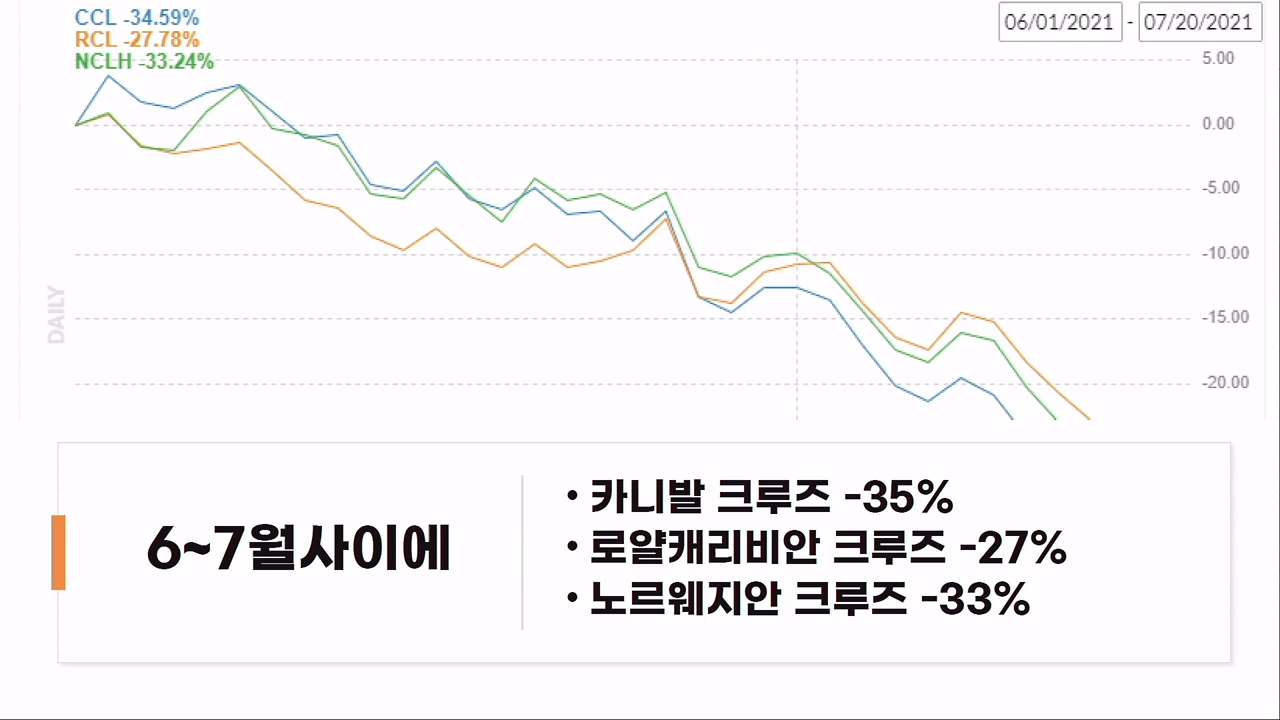 CCL -34.59%
RCL -27.78%
NCLH -33.24%
06/01/2021 - 07/20/2021
5.00
0.00
-5.00
-10.00
-15.00
-20.00
DAILY
6~7월사이에
• 카니발 크루즈 -35%
• 로얄캐리비안 크루즈 -27%
• 노르웨지안 크루즈 -33%